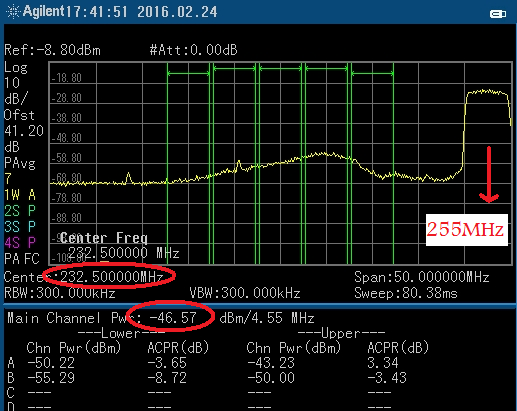 Agilent 17:41:51 2016.02.24
Ref:-8.80dBm #Att:0.00dB
Log
10
dB/
Ofst
41.20
dB
PAvg
7
1W A
2S P
3S P
4S P
PA FC
-18.80
-28.80
-38.80
-48.80
-58.80
-68.80
-78.80
-88.80
255MHz
Center Freq
232.500000 MHz
Center:232.500000MHz Span:50.000000MHz
RBW:300.000kHz VBW:300.000kHz Sweep:80.38ms
Main Channel Pwr: -46.57 dBm/4.55 MHz
---Lower--- ---Upper---
Chn Pwr(dBm) ACPR(dB) Chn Pwr(dBm) ACPR(dB)
A -50.22 -3.65 -43.23 3.34
B -55.29 -8.72 -50.00 -3.43
C --- --- --- ---
D --- --- --- ---